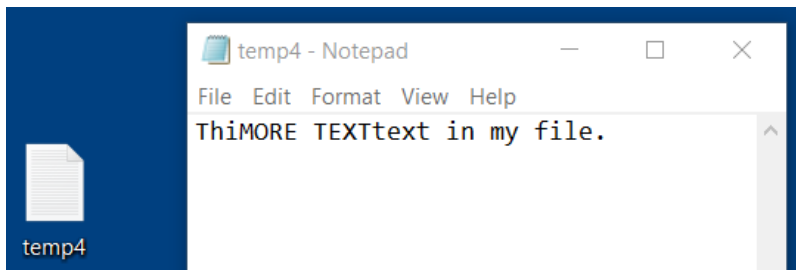 temp4 - Notepad
File Edit Format View Help
ThiMORE TEXTtext in my file.
temp4